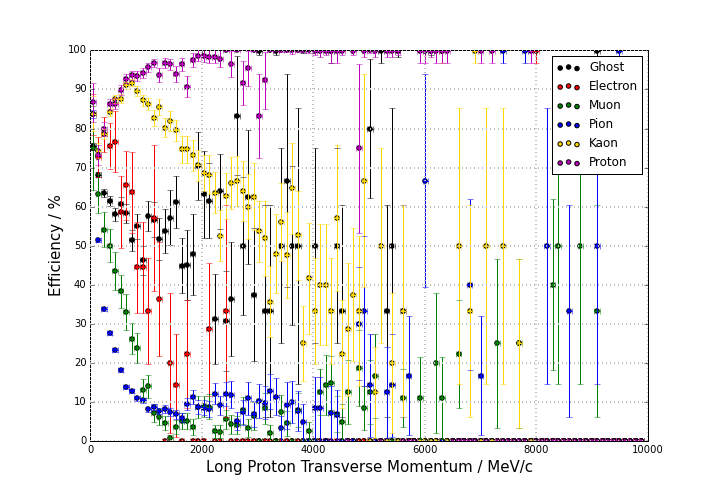 100
90
80
70
60
50
40
30
20
10
0
Efficiency / %
0 2000 4000 6000 8000 10000
Long Proton Transverse Momentum / MeV/c
Ghost
Electron
Muon
Pion
Kaon
Proton